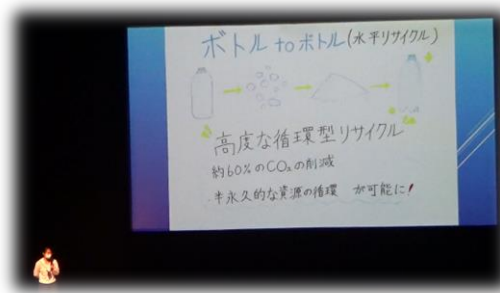 ボトルtoボトル(水平リサイクル)
高度な循環型リサイクル
約60%のCO₂の削減
半永久的な資源の循環 が可能に!